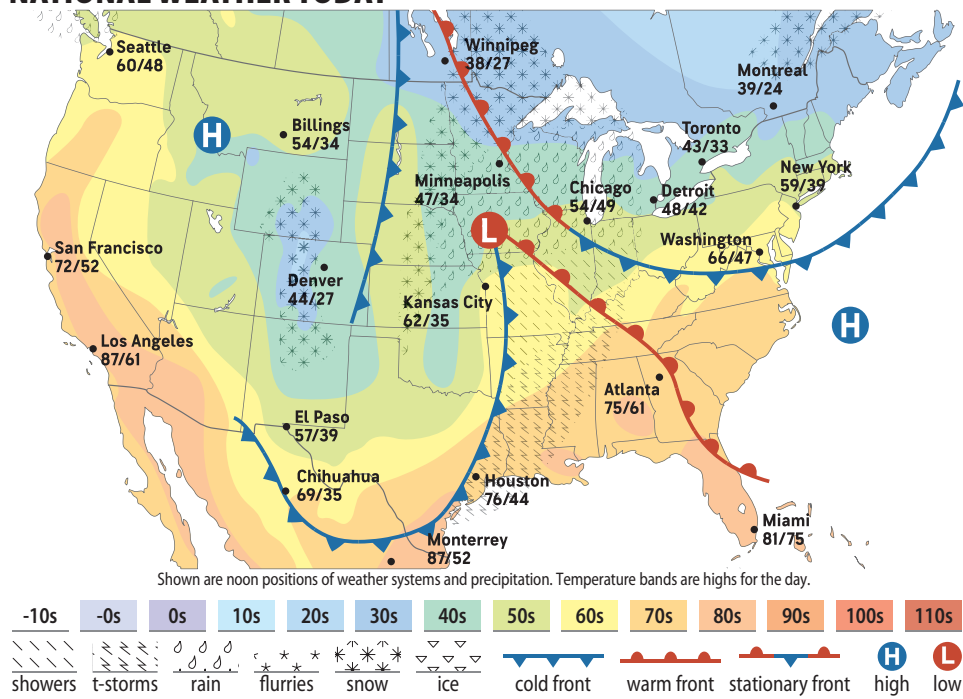 NATIONAL WEATHER TODAY
Seattle
60/48
Winnipeg
38/27
Montreal
39/24
H
Billings
54/34
Toronto
43/33
Minneapolis
47/34
Chicago
54/49
Detroit
48/42
New York
59/39
L
Washington
66/47
San Francisco
72/52
Denver
44/27
Kansas City
62/35
H
Los Angeles
87/61
Atlanta
75/61
El Paso
57/39
Chihuahua
69/35
Houston
76/44
Miami
81/75
Monterrey
87/52
Shown are noon positions of weather systems and precipitation. Temperature bands are highs for the day.
-10s -0s 0s 10s 20s 30s 40s 50s 60s 70s 80s 90s 100s 110s
H L
showers t-storms rain flurries snow ice cold front warm front stationary front high low